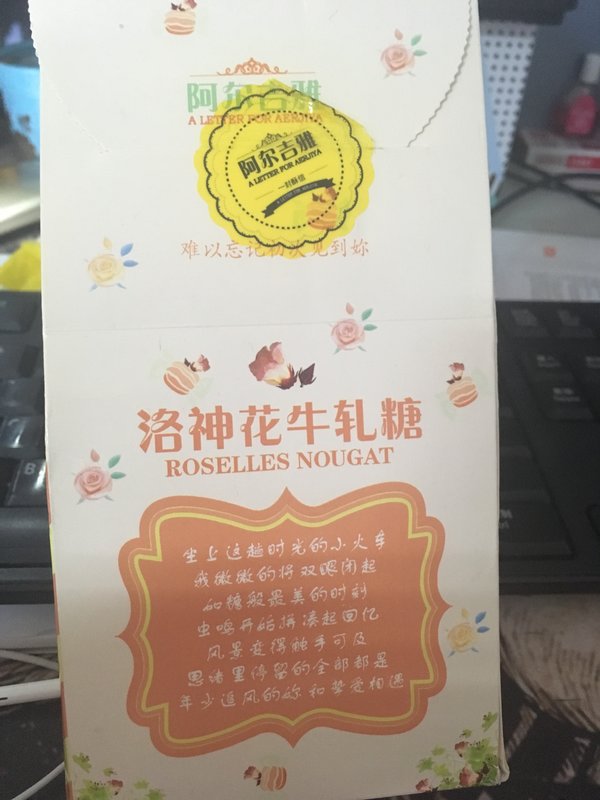 阿尔吉雅
A LETTER FOR AERJIYA
阿尔吉雅
A LETTER FOR AERJIYA
一封酥信
难以忘记初次见到妳
洛神花牛轧糖
ROSELLES NOUGAT
坐上这趟时光的小火车
我微微的将双眼闭起
如糖般最美的时刻
虫鸣开始拼凑起回忆
风景变得触手可及
思绪里停留的全部都是
年少追风的妳和挚爱相遇